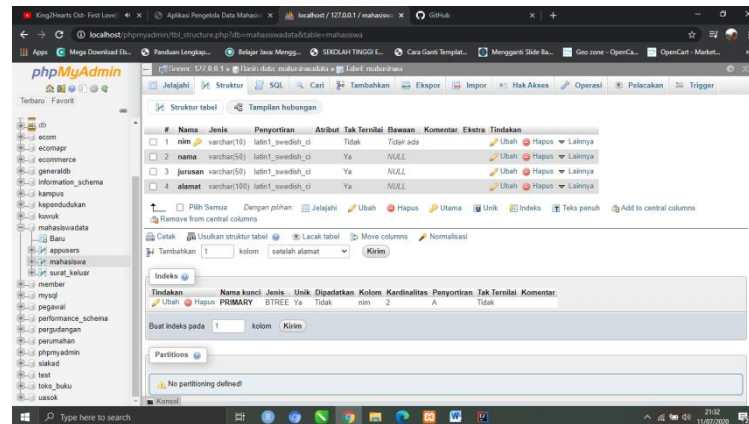 King2Hearts Ost- First Love(
Aplikasi Pengelola Data Mahasis
localhost / 127.0.0.1 / mahasisw
GitHub
localhost/phpmyadmin/tbl_structure.php?db=mahasiswadata&table=mahasiswa
Apps
Mega Download Eb...
Panduan Lengkap...
Belajar Java: Mengg...
SEKOLAH TINGGI E...
Cara Ganti Templat...
Mengganti Slide Ba...
Geo zone - OpenCa...
OpenCart - Market...
phpMyAdmin
Terbaru Favorit
db
ecom
ecomapr
ecommerce
generaldb
information_schema
kampus
kependudukan
kuwuk
mahasiswadata
Baru
appusers
mahasiswa
surat_keluar
member
mysql
pegawai
performance_schema
pergudangan
perumahan
phpmyadmin
siakad
test
toko_buku
uasok
Server: 127.0.0.1 » Basis data: mahasiswadata » Tabel: mahasiswa
Jelajahi Struktur SQL Cari Tambahkan Ekspor Impor Hak Akses Operasi Pelacakan Trigger
Struktur tabel Tampilan hubungan
# Nama Jenis Penyortiran Atribut Tak Ternilai Bawaan Komentar Ekstra Tindakan
1 nim varchar(10) latin1_swedish_ci Tidak Tidak ada Ubah Hapus Lainnya
2 nama varchar(50) latin1_swedish_ci Ya NULL Ubah Hapus Lainnya
3 jurusan varchar(50) latin1_swedish_ci Ya NULL Ubah Hapus Lainnya
4 alamat varchar(100) latin1_swedish_ci Ya NULL Ubah Hapus Lainnya
Pilih Semua Dengan pilihan: Jelajahi Ubah Hapus Utama Unik Indeks Teks penuh Add to central columns
Remove from central columns
Cetak Usulkan struktur tabel Lacak tabel Move columns Normalisasi
Tambahkan 1 kolom setelah alamat Kirim
Indeks
Tindakan Nama kunci Jenis Unik Dipadatkan Kolom Kardinalitas Penyortiran Tak Ternilai Komentar
Ubah Hapus PRIMARY BTREE Ya Tidak nim 2 A Tidak
Buat indeks pada 1 kolom Kirim
Partitions
No partitioning defined!
Konsol
Type here to search
21:32
11/07/2020